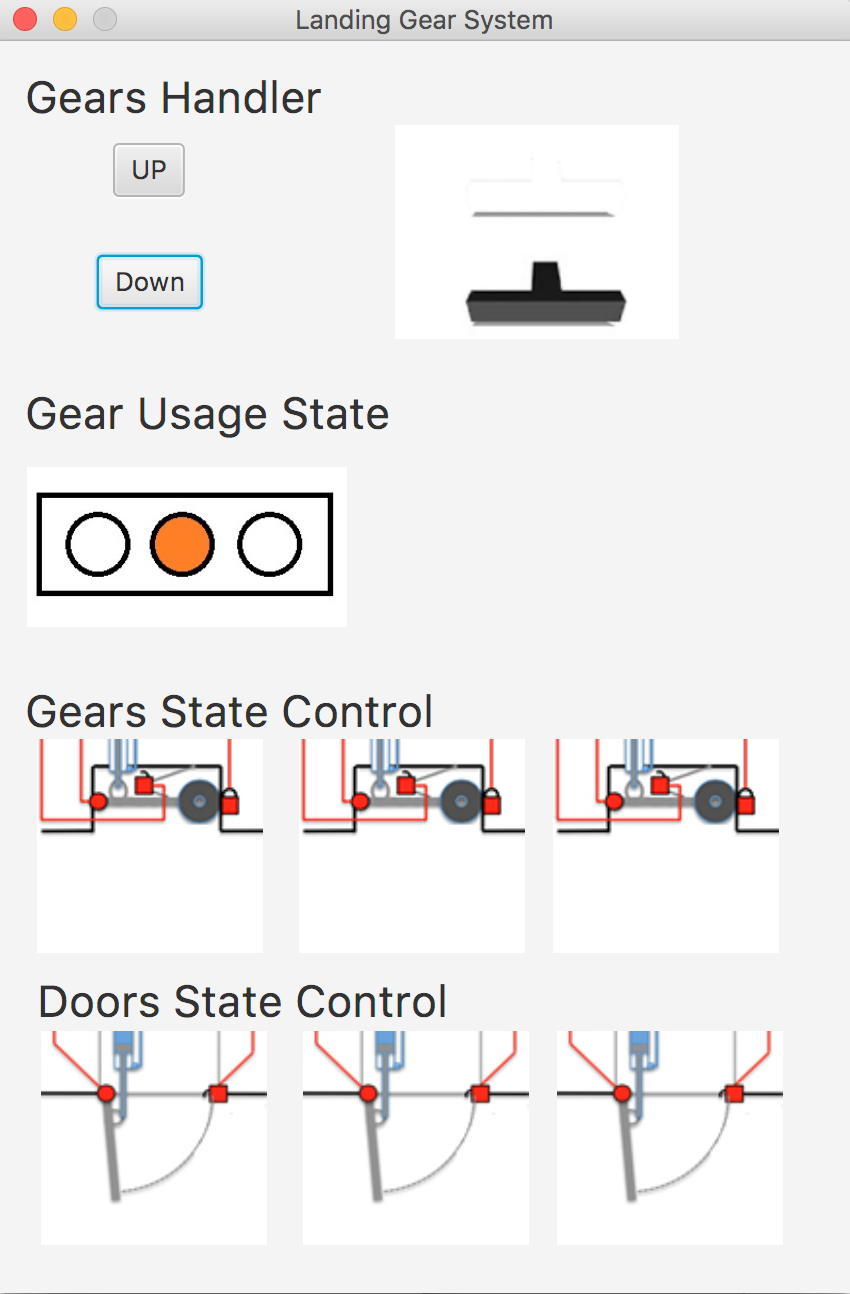 Landing Gear System
Gears Handler
UP
Down
Gear Usage State
Gears State Control
Doors State Control